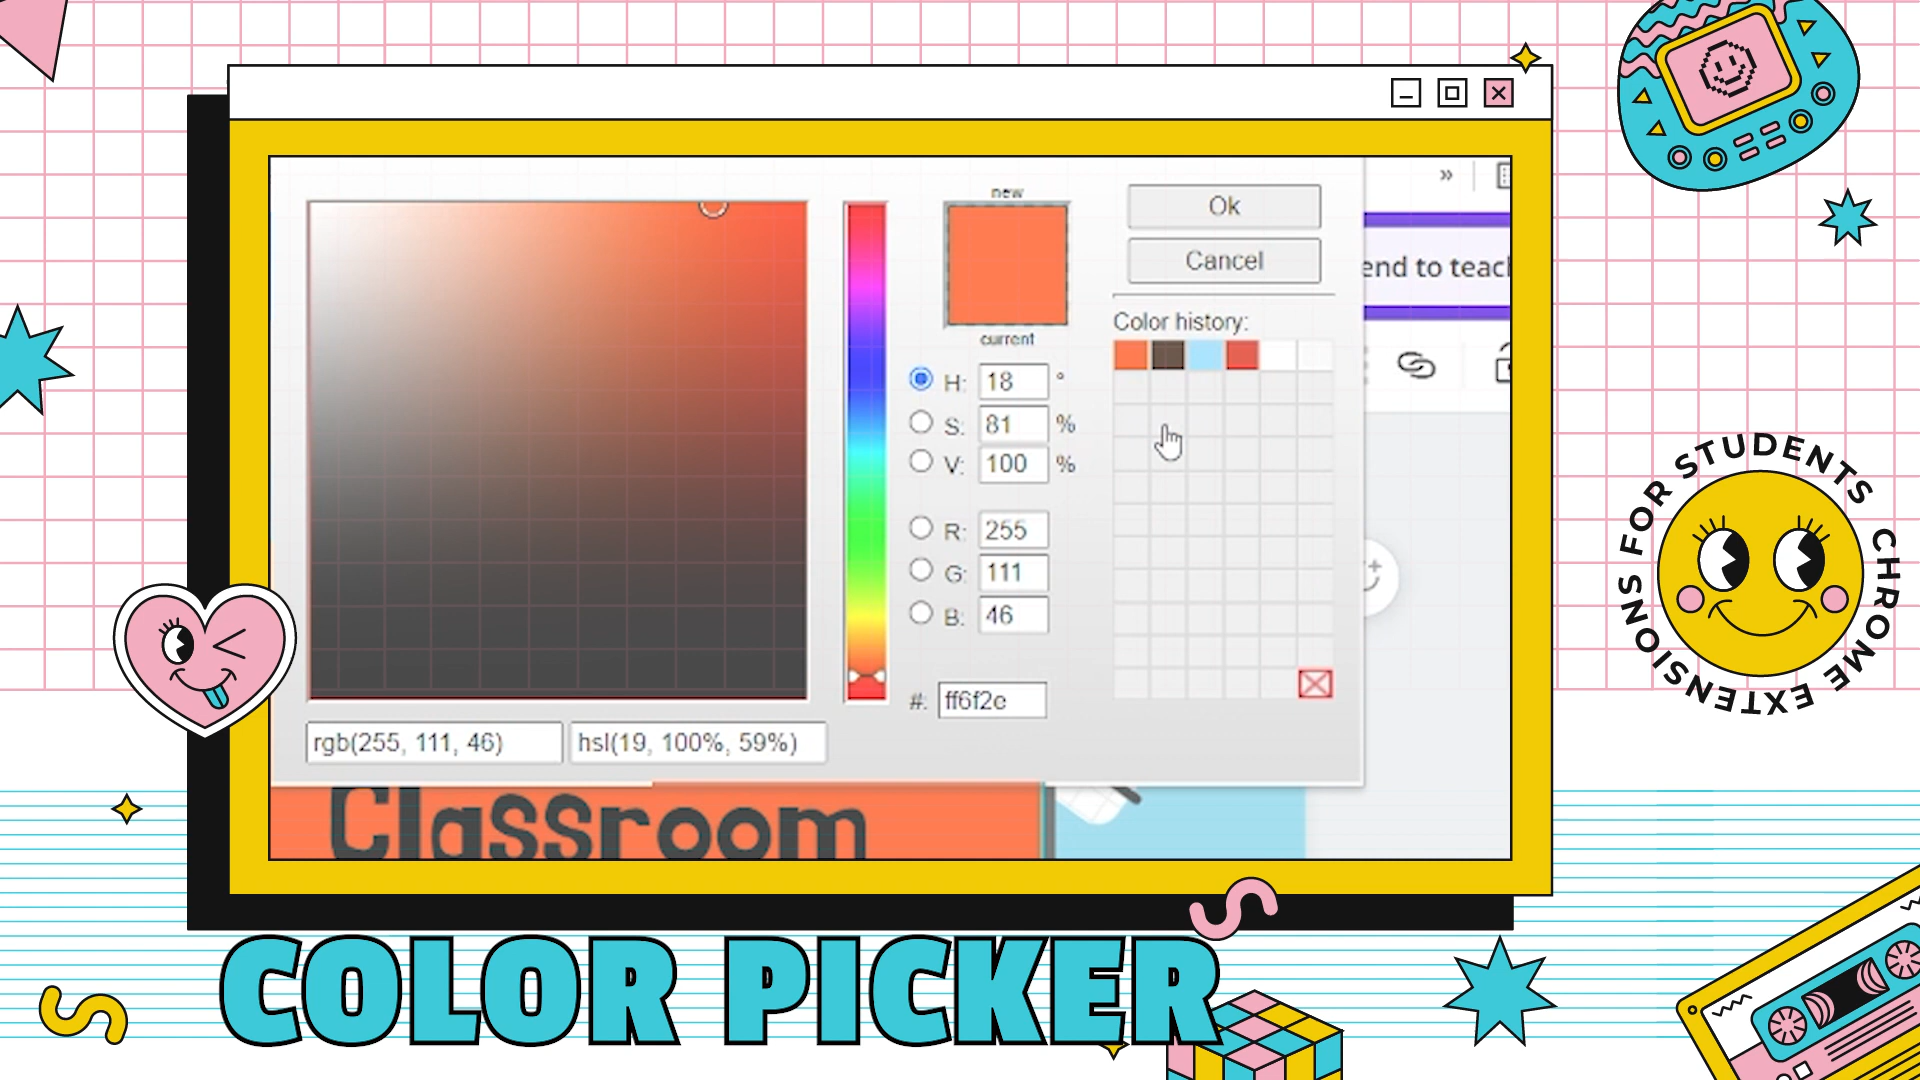 new
Ok
Cancel
end to teach
current
Color history:
H: 18 °
S: 81 %
V: 100 %
R: 255
G: 111
B: 46
#: ff6f2e
rgb(255, 111, 46)
hsl(19, 100%, 59%)
Classroom
COLOR PICKER
CHROME EXTENSIONS FOR STUDENTS